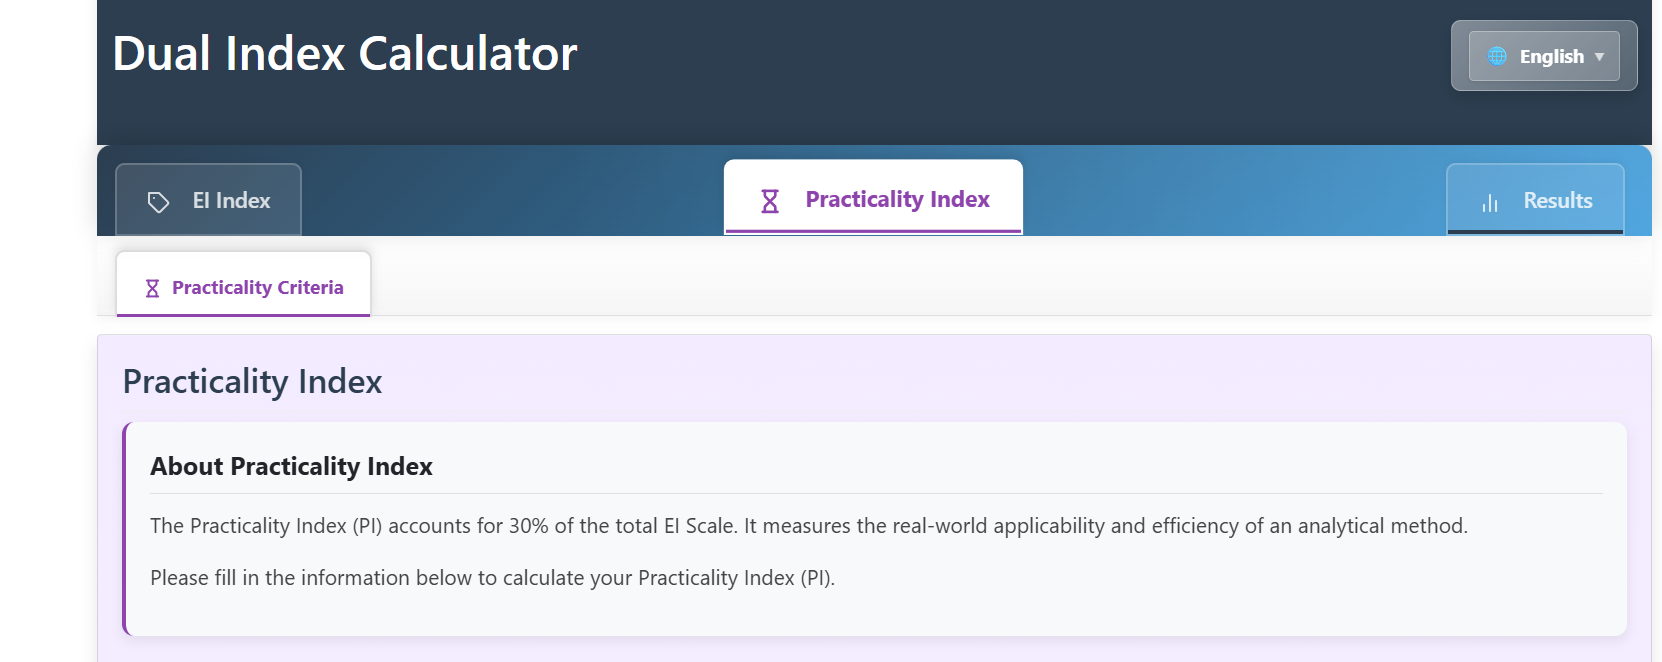 Dual Index Calculator
English
EI Index
Practicality Index
Results
Practicality Criteria
Practicality Index
About Practicality Index
The Practicality Index (PI) accounts for 30% of the total EI Scale. It measures the real-world applicability and efficiency of an analytical method.
Please fill in the information below to calculate your Practicality Index (PI).